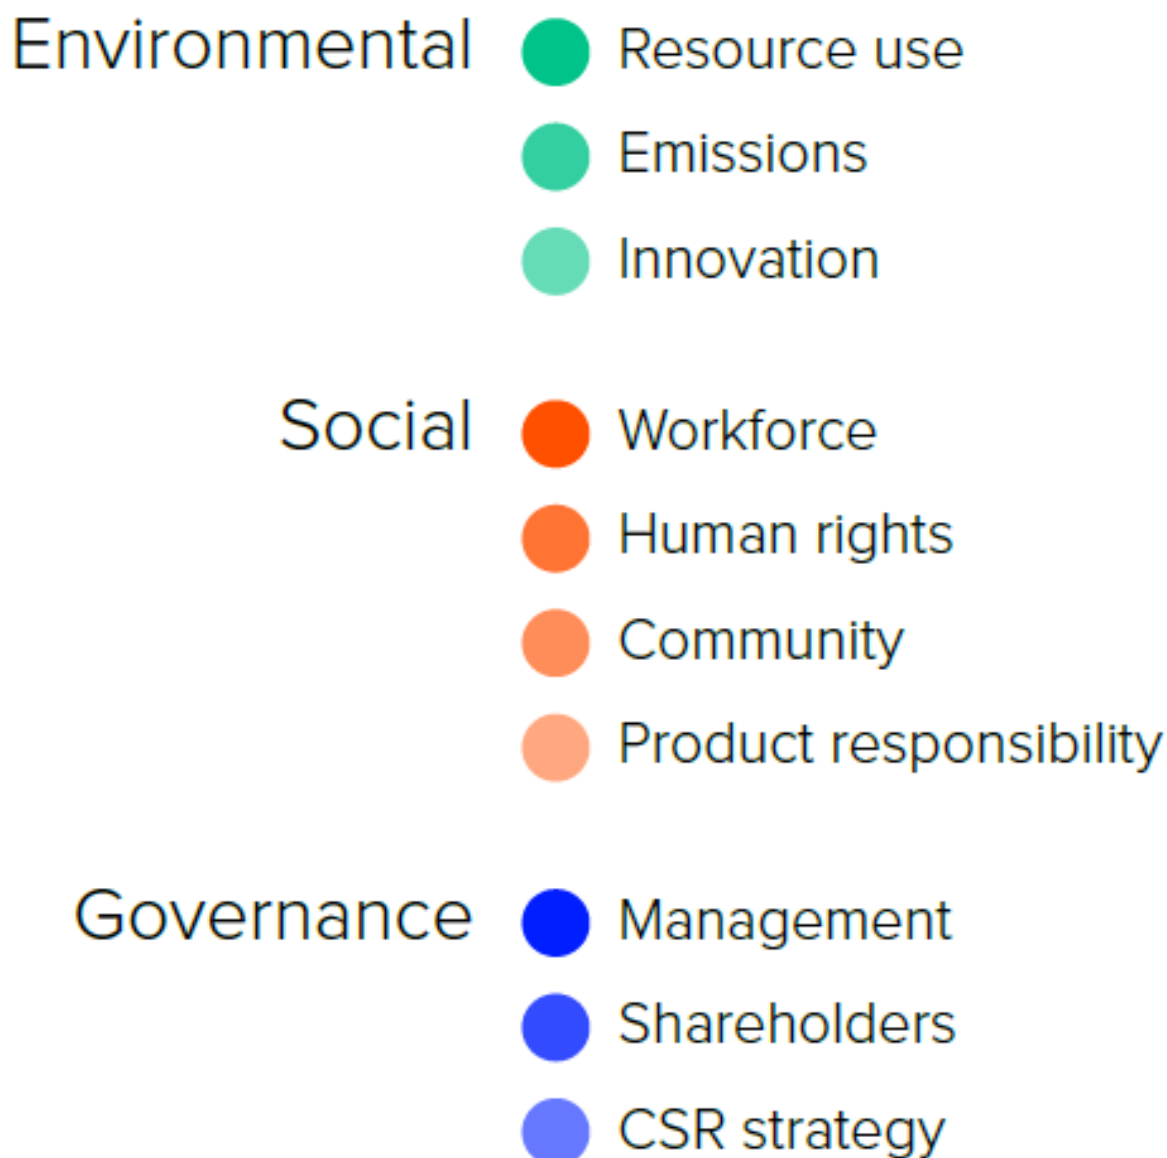 Environmental Resource use
Emissions
Innovation
Social Workforce
Human rights
Community
Product responsibility
Governance Management
Shareholders
CSR strategy